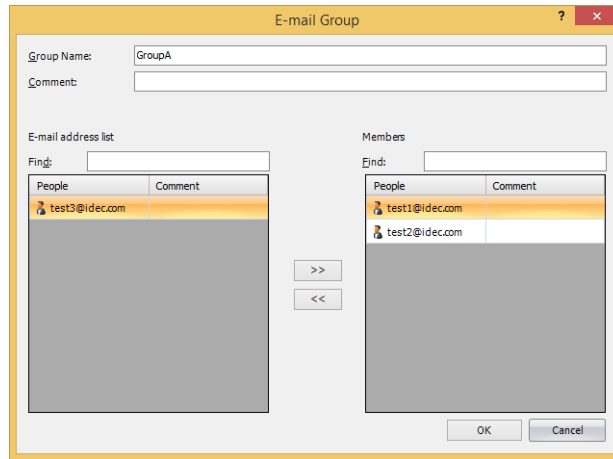 E-mail Group
? ×
Group Name: GroupA
Comment:
E-mail address list
Find:
People Comment
test3@idec.com
>>
<<
Members
Find:
People Comment
test1@idec.com
test2@idec.com
OK Cancel